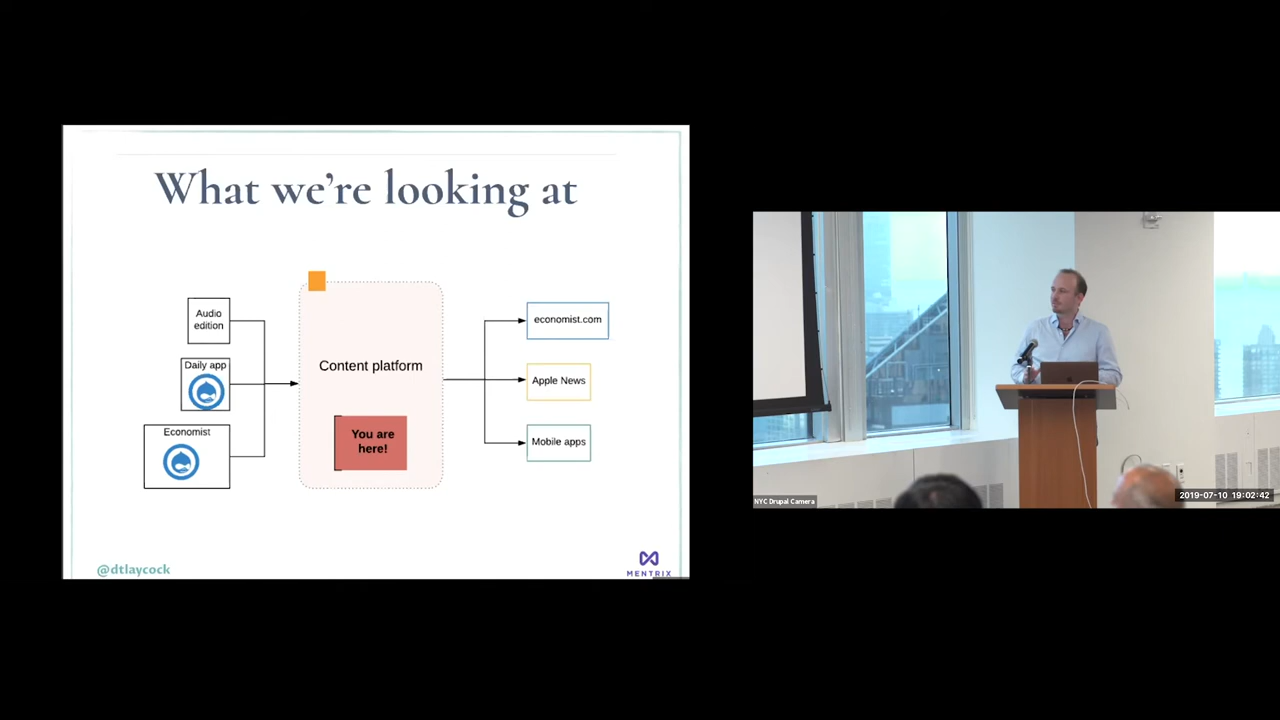 What we're looking at
Audio
edition
Daily app
Economist
Content platform
You are
here!
economist.com
Apple News
Mobile apps
@dtlaycock
MENTRIX
NYC Drupal Camera
2019-07-10 19:02:42